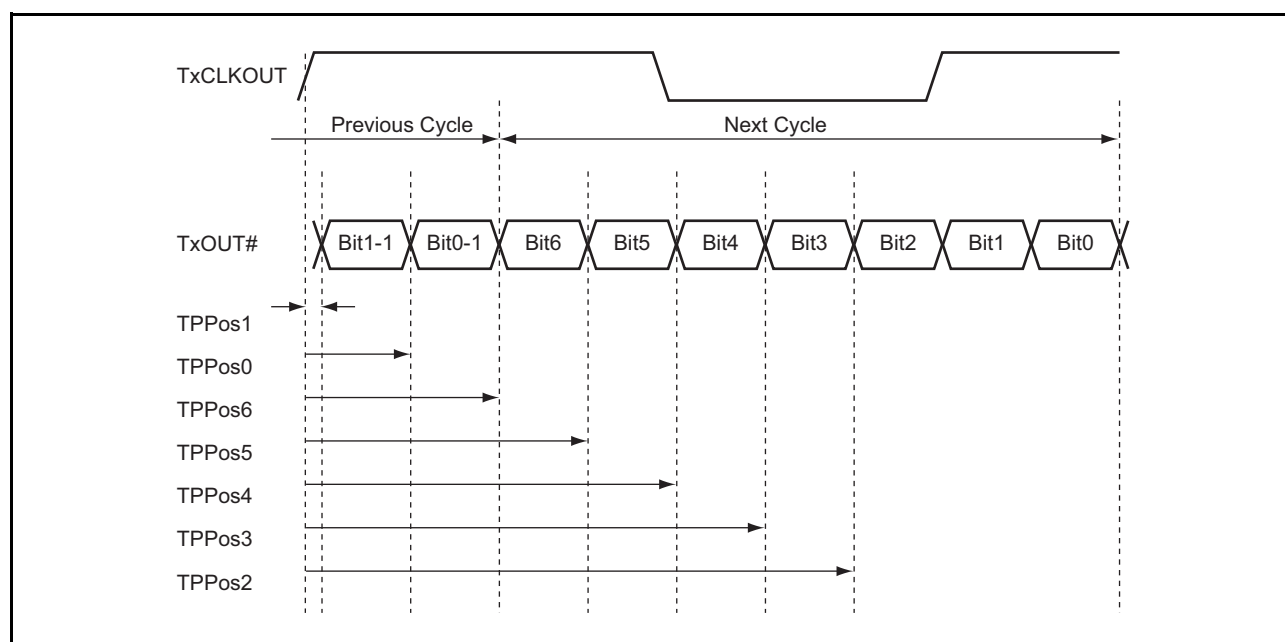 TxCLKOUT
Previous Cycle
Next Cycle
TxOUT#
Bit1-1
Bit0-1
Bit6
Bit5
Bit4
Bit3
Bit2
Bit1
Bit0
TPPos1
TPPos0
TPPos6
TPPos5
TPPos4
TPPos3
TPPos2